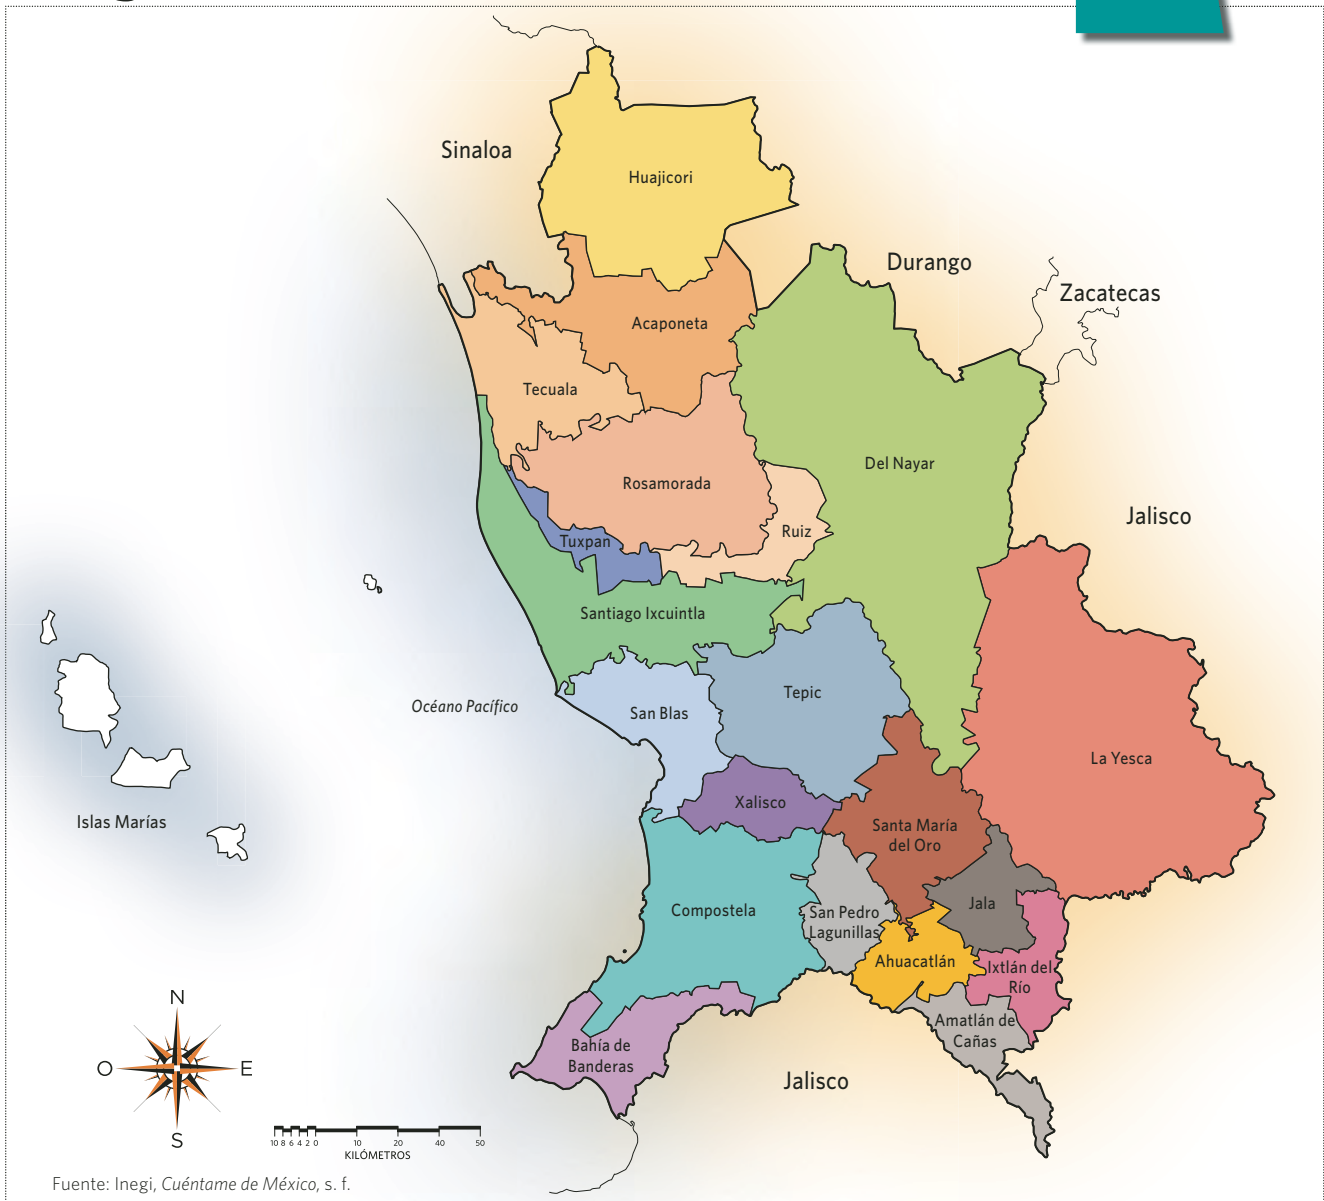 Sinaloa
Huajicori
Durango
Zacatecas
Acaponeta
Tecuala
Del Nayar
Rosamorada
Jalisco
Ruiz
Tuxpan
Santiago Ixcuintla
Tepic
Océano Pacífico
San Blas
La Yesca
Xalisco
Islas Marías
Santa María
del Oro
Compostela
San Pedro
Lagunillas
Jala
Ahuacatlán
Ixtlán del
Río
Amatlán de
Cañas
Bahía de
Banderas
Jalisco
N
O
E
S
10 8 6 4 2 0 10 20 40 50
KILÓMETROS
Fuente: Inegi, Cuéntame de México, s. f.